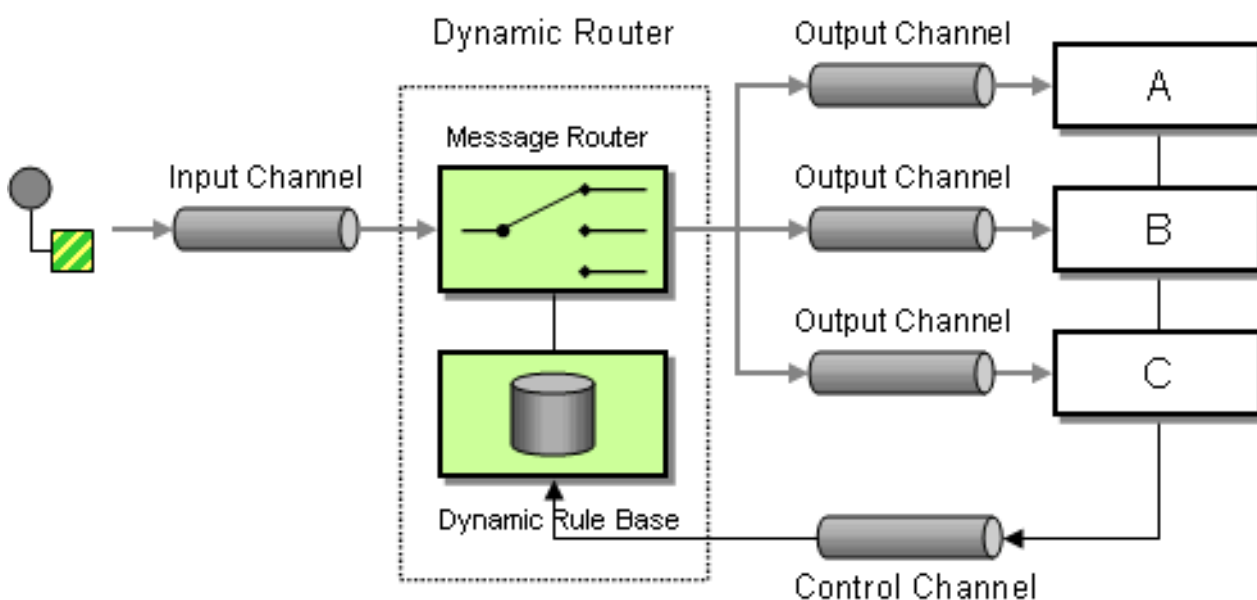 Dynamic Router
Output Channel
A
Message Router
Input Channel
Output Channel
B
Output Channel
C
Dynamic Rule Base
Control Channel